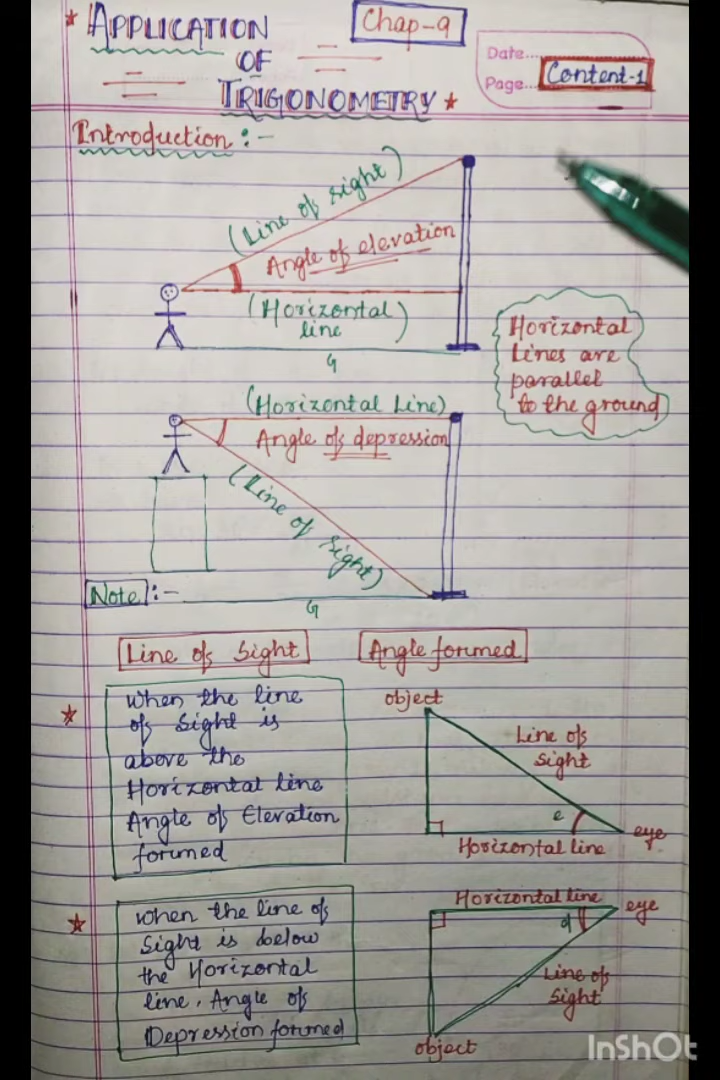 APPLICATION
OF
TRIGONOMETRY
Chap-9
Date....
Page...
Content-1
Introduction :-
(Line of sight)
Angle of elevation
(Horizontal
line)
G
Horizontal
Lines are
parallel
to the ground
(Horizontal Line)
Angle of depression
(Line of sight)
G
Note :-
Line of Sight
Angle formed
When the line
of Sight is
above the
Horizontal line
Angle of Elevation
formed
object
Line of
sight
e
eye
Horizontal line
When the line of
Sight is below
the Horizontal
line, Angle of
Depression formed
Horizontal line
eye
d
Line of
Sight
object
InShOt